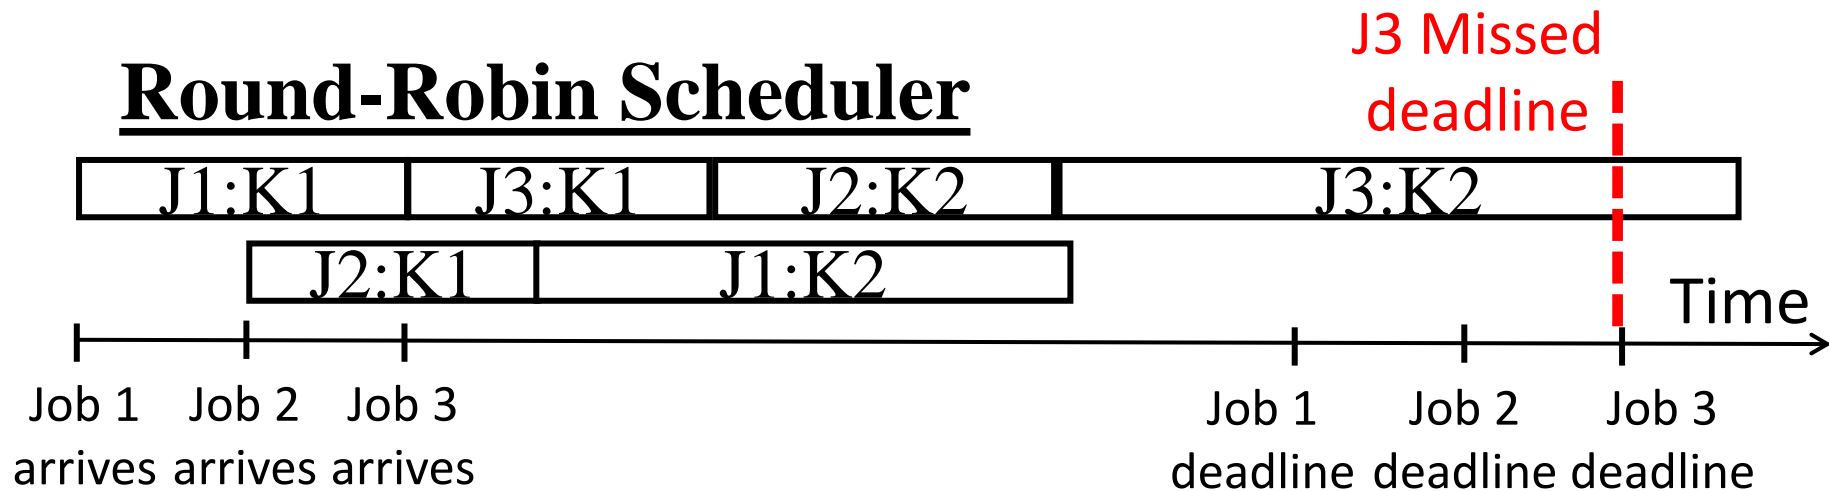 J3 Missed
deadline
Round-Robin Scheduler
J1:K1 J3:K1 J2:K2 J3:K2
J2:K1 J1:K2
Time
Job 1 Job 2 Job 3 Job 1 Job 2 Job 3
arrives arrives arrives deadline deadline deadline